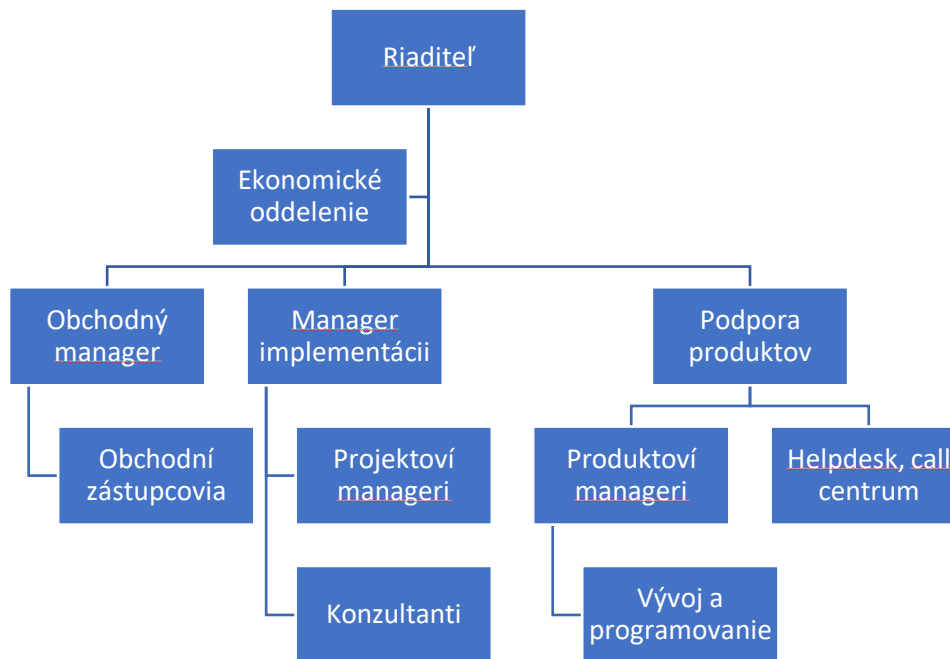 Riaditeľ
Ekonomické
oddelenie
Obchodný
manager
Manager
implementácii
Podpora
produktov
Obchodní
zástupcovia
Projektoví
manageri
Produktoví
manageri
Helpdesk, call
centrum
Konzultanti
Vývoj a
programovanie